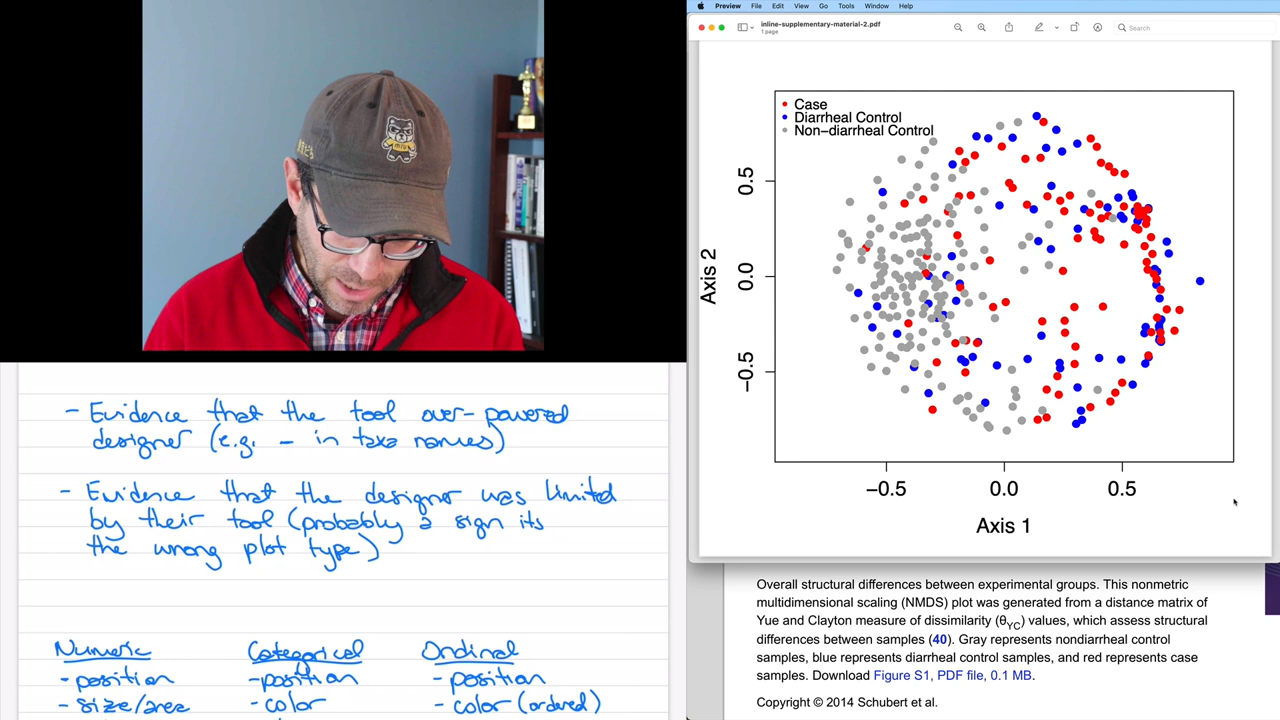 Preview File Edit View Go Tools Window Help
inline-supplementary-material-2.pdf
1 page
Search
Case
Diarrheal Control
Non-diarrheal Control
0.5
0.0
−0.5
Axis 2
−0.5 0.0 0.5
Axis 1
- Evidence that the tool over-powered
designer (e.g. - in taxa names)
- Evidence that the designer was limited
by their tool (probably a sign its
the wrong plot type)
Numeric Categorical Ordinal
- position - position - position
- size/area - color - color (ordered)
Overall structural differences between experimental groups. This nonmetric
multidimensional scaling (NMDS) plot was generated from a distance matrix of
Yue and Clayton measure of dissimilarity (θYC) values, which assess structural
differences between samples (40). Gray represents nondiarrheal control
samples, blue represents diarrheal control samples, and red represents case
samples. Download Figure S1, PDF file, 0.1 MB.
Copyright © 2014 Schubert et al.